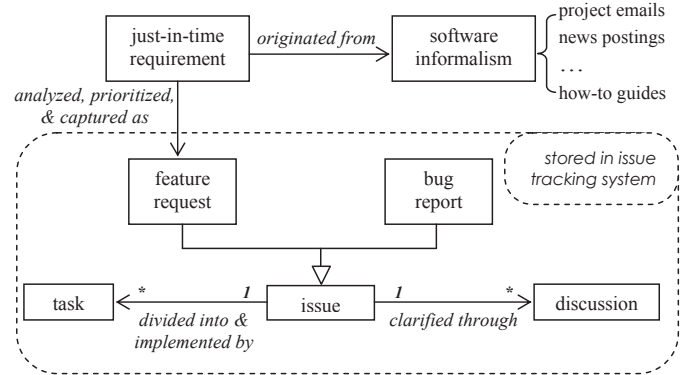 just-in-time
requirement
originated from
software
informalism
project emails
news postings
...
how-to guides
analyzed, prioritized,
& captured as
feature
request
bug
report
stored in issue
tracking system
task
*
1
issue
1
*
discussion
divided into &
implemented by
clarified through